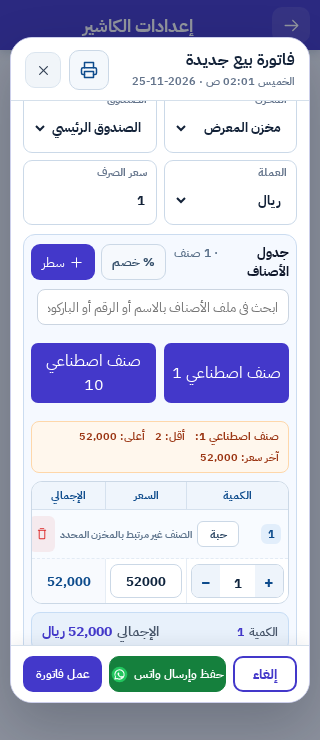 إعدادات الكاشير
فاتورة بيع جديدة
الخميس 02:01 ص · 2026-11-25
المخزن
الصندوق
مخزن المعرض
الصندوق الرئيسي
العملة
سعر الصرف
ريال
1
جدول الأصناف
· 1 صنف
% خصم
+ سطر
ابحث في ملف الأصناف بالاسم أو الرقم أو الباركود
صنف اصطناعي 1
صنف اصطناعي 10
صنف اصطناعي 1: أقل: 2 أعلى: 52,000
آخر سعر: 52,000
الكمية
السعر
الإجمالي
1
حبة
الصنف غير مرتبط بالمخزن المحدد
+ 1 −
52000
52,000
الكمية 1
الإجمالي 52,000 ريال
إلغاء
حفظ وإرسال واتس
عمل فاتورة